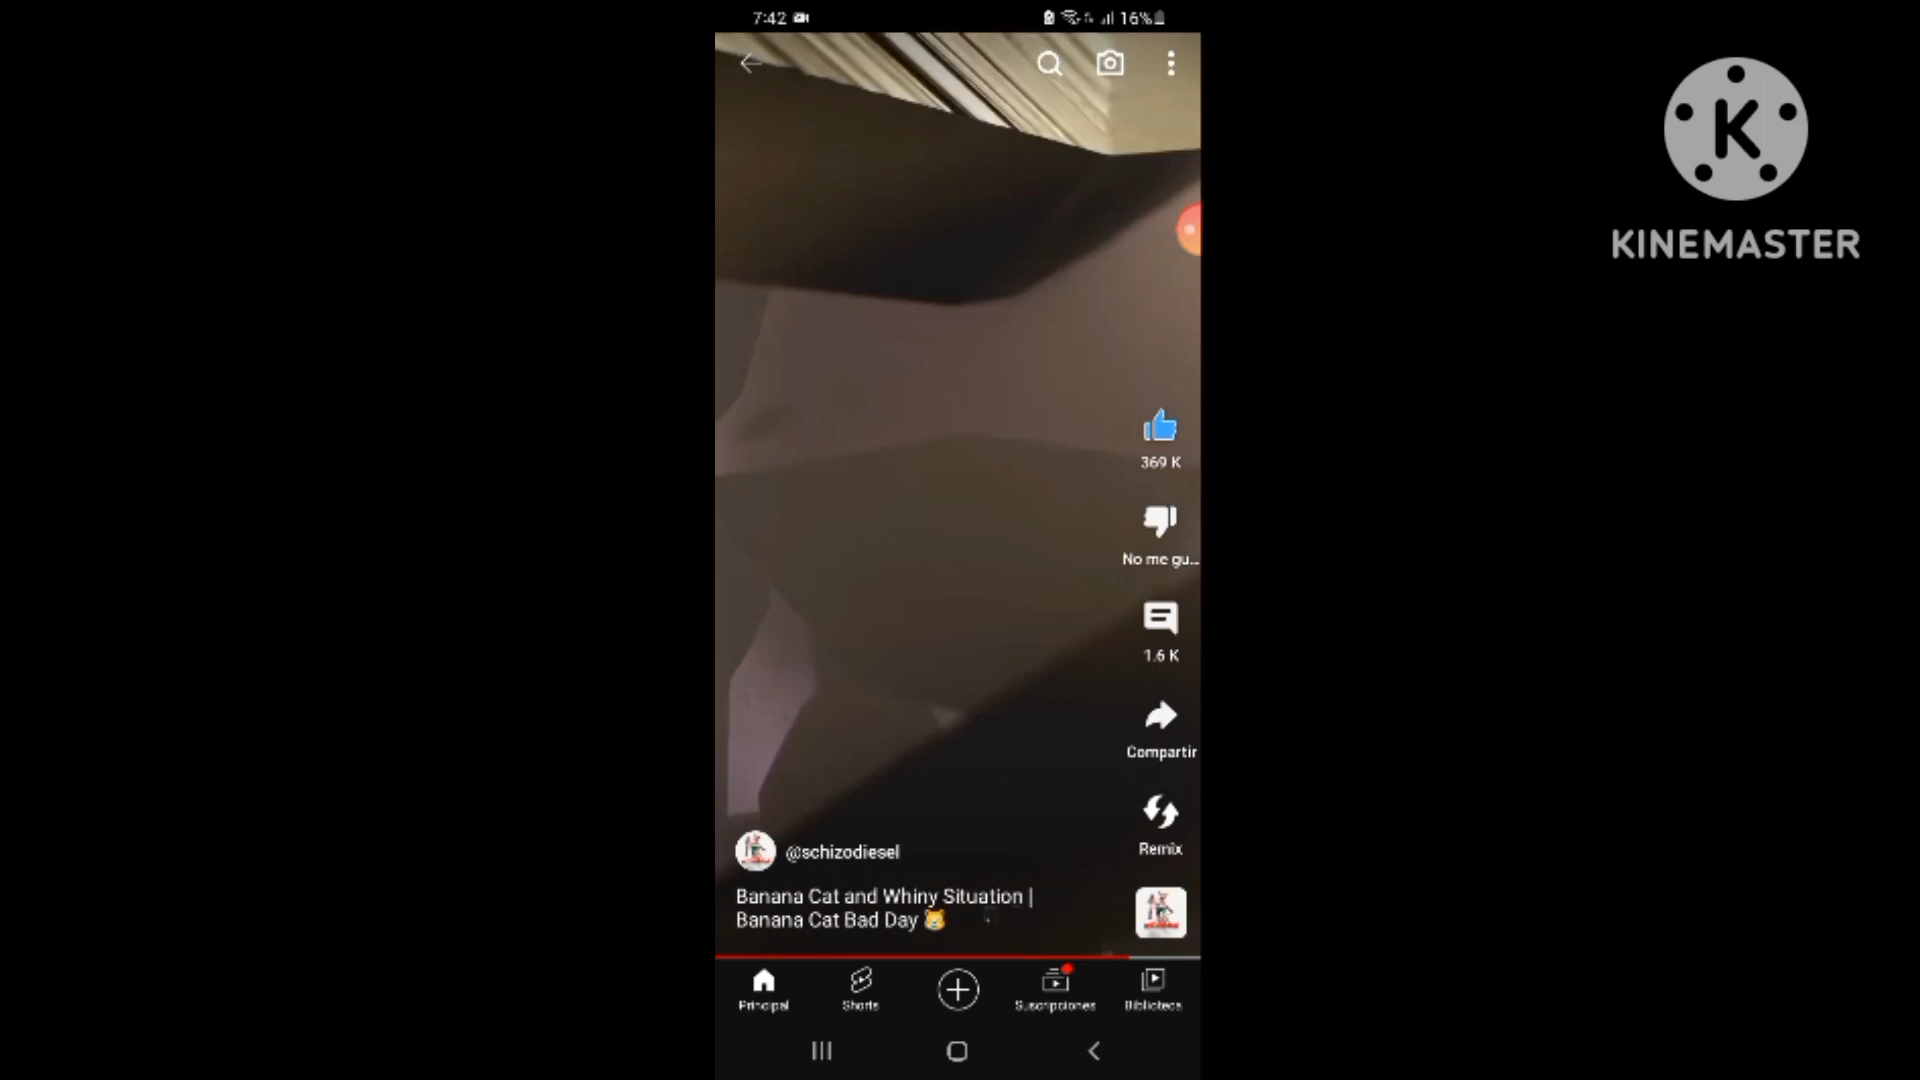 7:42
16%
K
KINEMASTER
369 K
No me gu...
1.6 K
Compartir
Remix
@schizodiesel
Banana Cat and Whiny Situation |
Banana Cat Bad Day 😹
Principal
Shorts
Suscripciones
Biblioteca